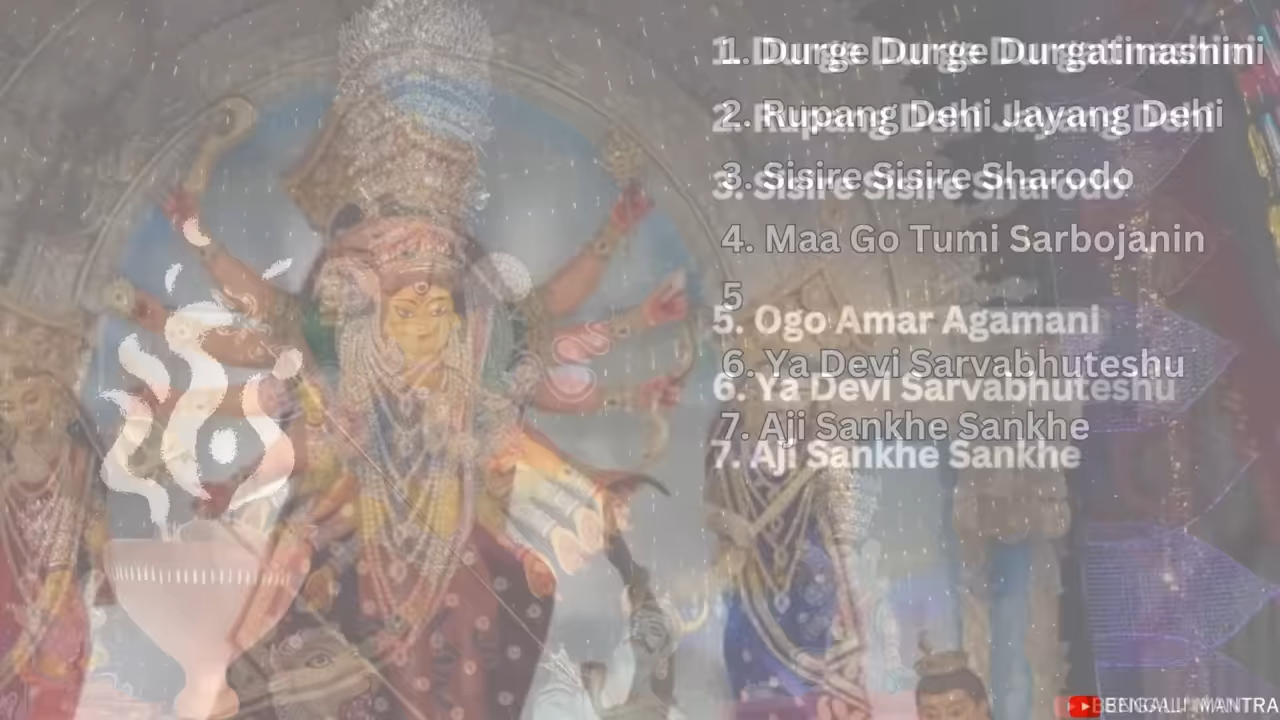 1. Durge Durge Durgatinashini
2. Rupang Dehi Jayang Dehi
3. Sisire Sisire Sharodo
4. Maa Go Tumi Sarbojanin
5
5. Ogo Amar Agamani
6. Ya Devi Sarvabhuteshu
6. Ya Devi Sarvabhuteshu
7. Aji Sankhe Sankhe
7. Aji Sankhe Sankhe
BENGALI MANTRA